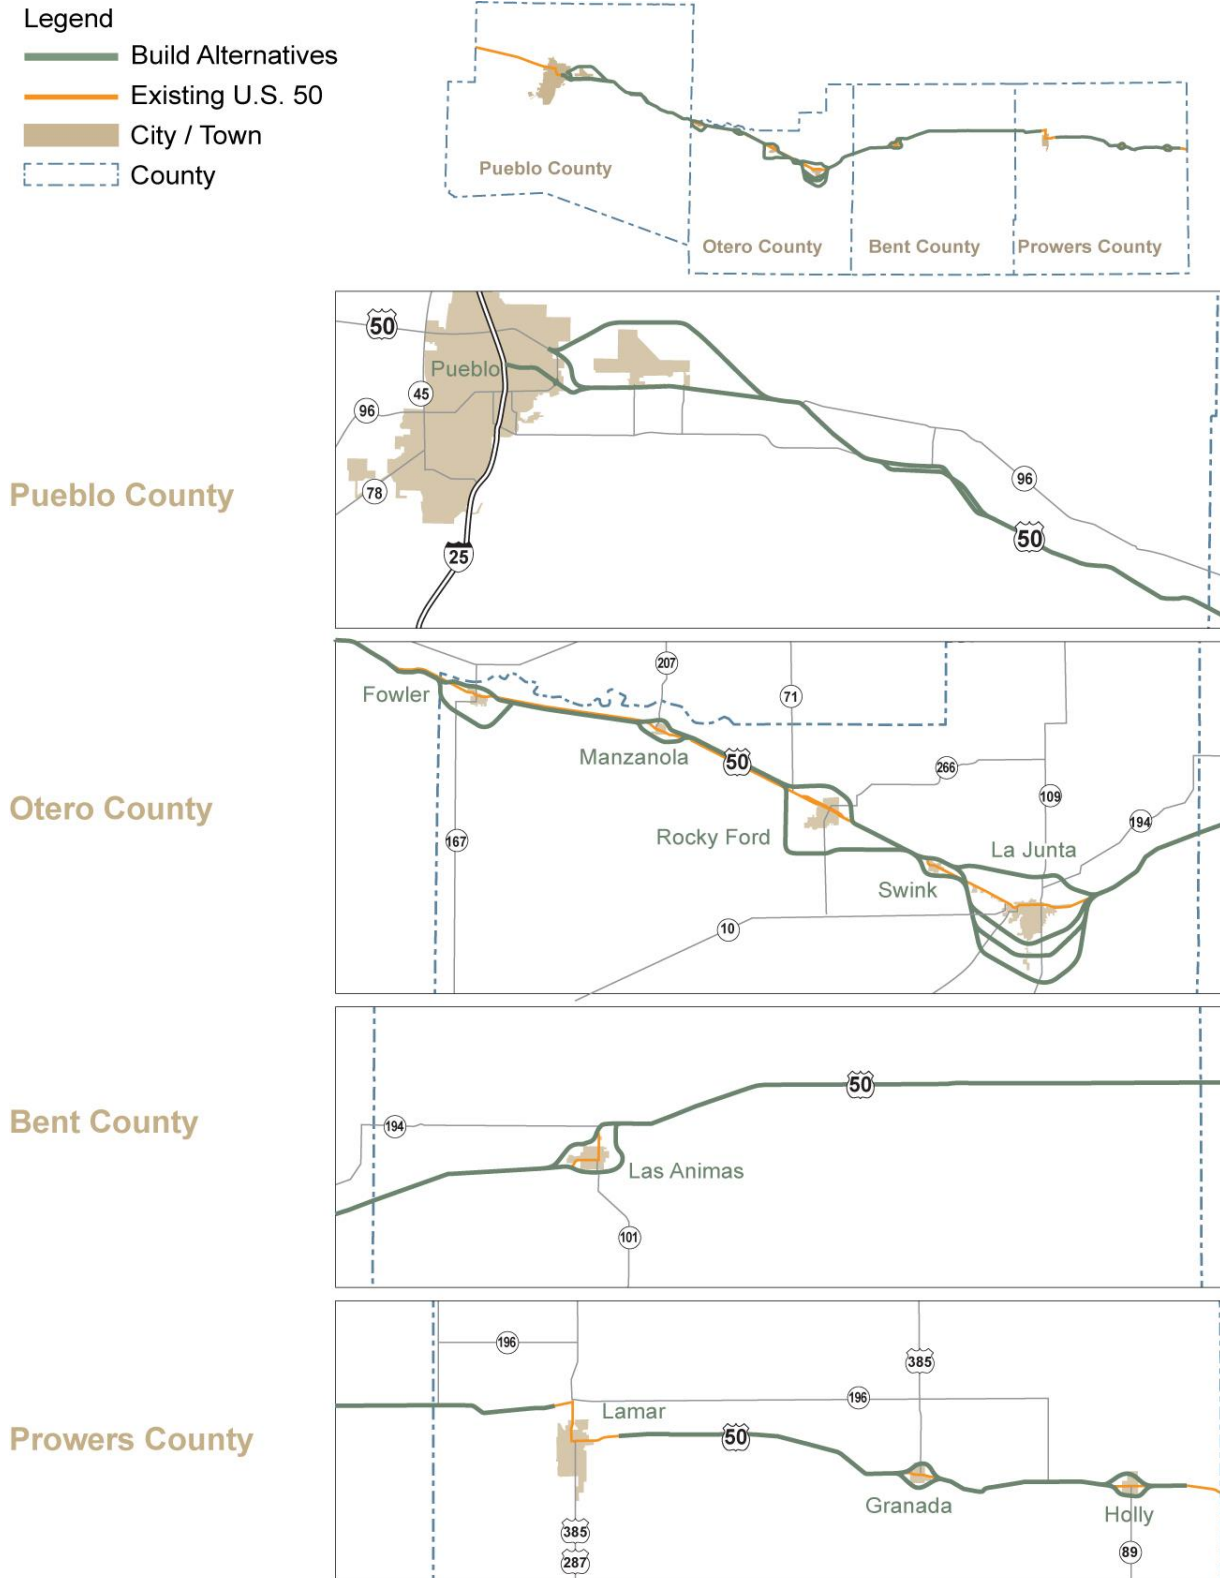 Legend
Build Alternatives
Existing U.S. 50
City / Town
County
Pueblo County
Otero County
Bent County
Prowers County
Pueblo County
50
Pueblo
45
96
78
25
96
50
Otero County
207
Fowler
71
Manzanola
50
266
109
194
167
Rocky Ford
La Junta
Swink
10
Bent County
50
194
Las Animas
101
Prowers County
196
385
196
Lamar
50
Granada
Holly
385
287
89